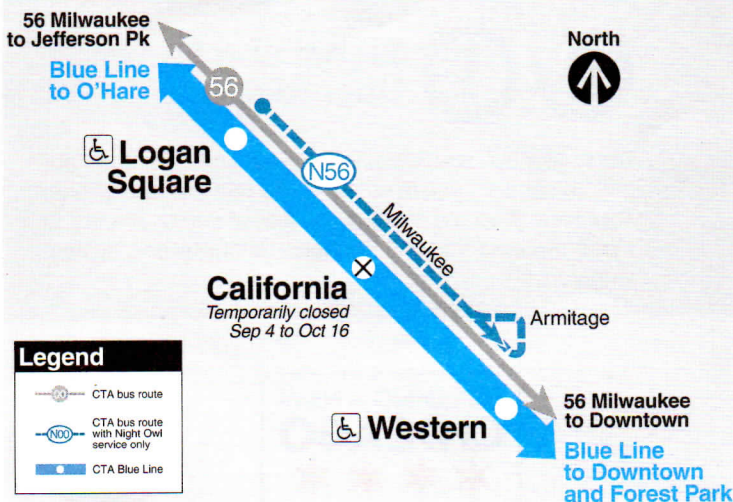 56 Milwaukee
to Jefferson Pk
Blue Line
to O'Hare
North
56
Logan
Square
N56
Milwaukee
California
Temporarily closed
Sep 4 to Oct 16
Armitage
Legend
00
CTA bus route
N00
CTA bus route
with Night Owl
service only
CTA Blue Line
Western
56 Milwaukee
to Downtown
Blue Line
to Downtown
and Forest Park